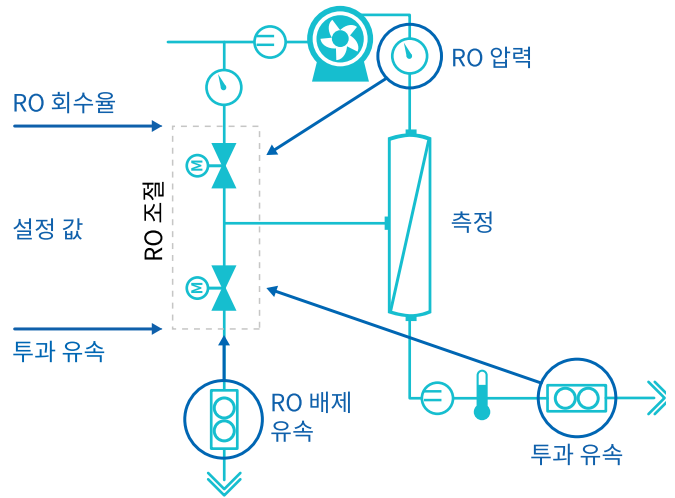 RO 압력
RO 회수율
M
RO 조절
설정 값
측정
M
투과 유속
RO 배제
유속
투과 유속